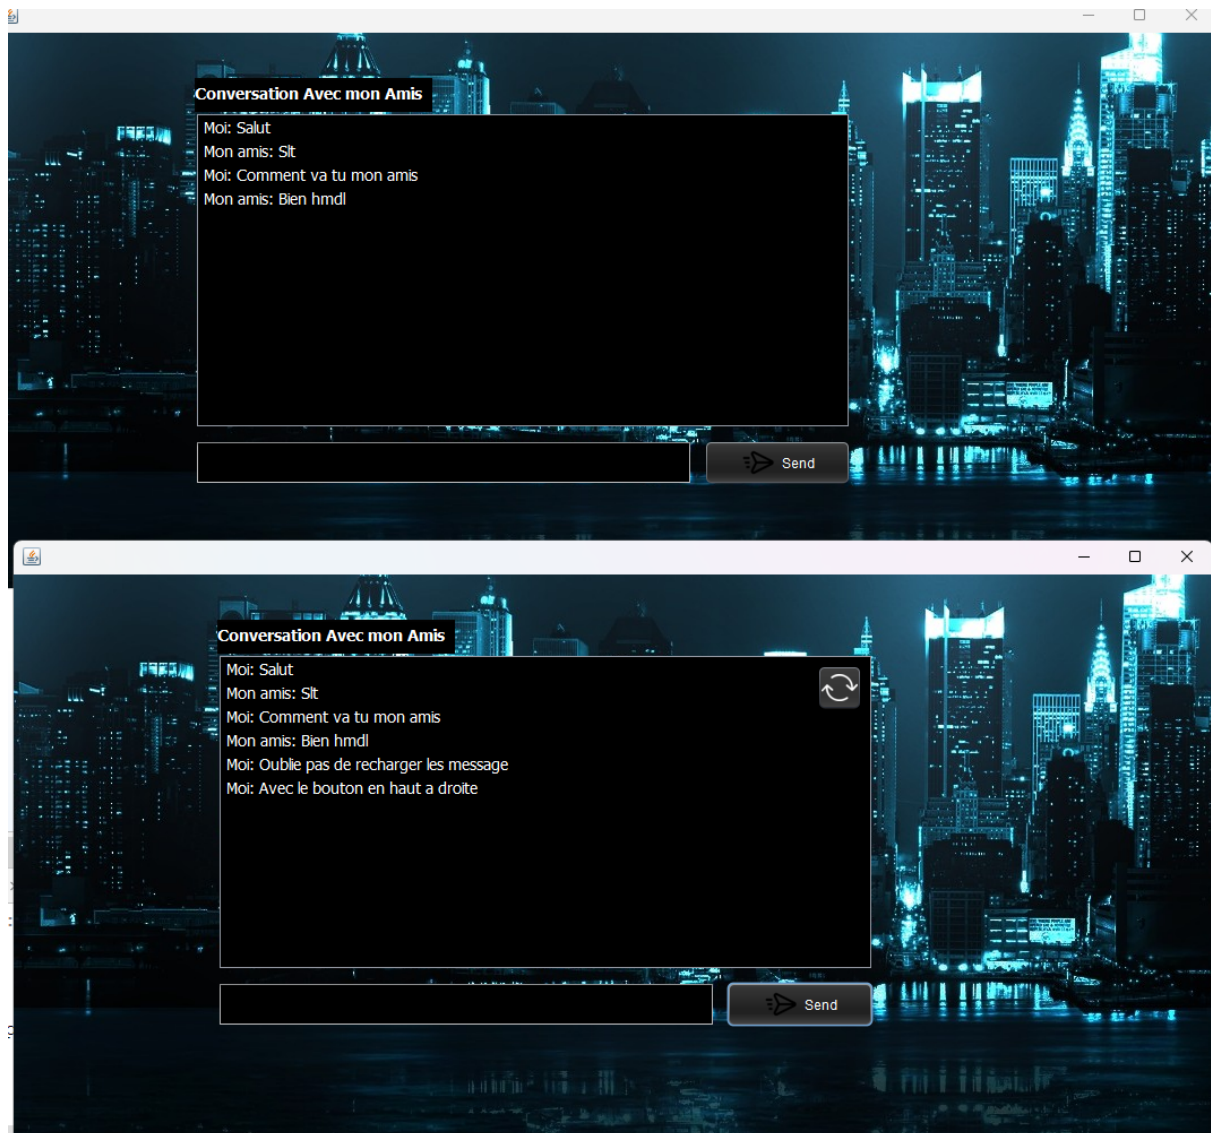 Conversation Avec mon Amis
Moi: Salut
Mon amis: Slt
Moi: Comment va tu mon amis
Mon amis: Bien hmdl
Send
Conversation Avec mon Amis
Moi: Salut
Mon amis: Slt
Moi: Comment va tu mon amis
Mon amis: Bien hmdl
Moi: Oublie pas de recharger les message
Moi: Avec le bouton en haut a droite
Send